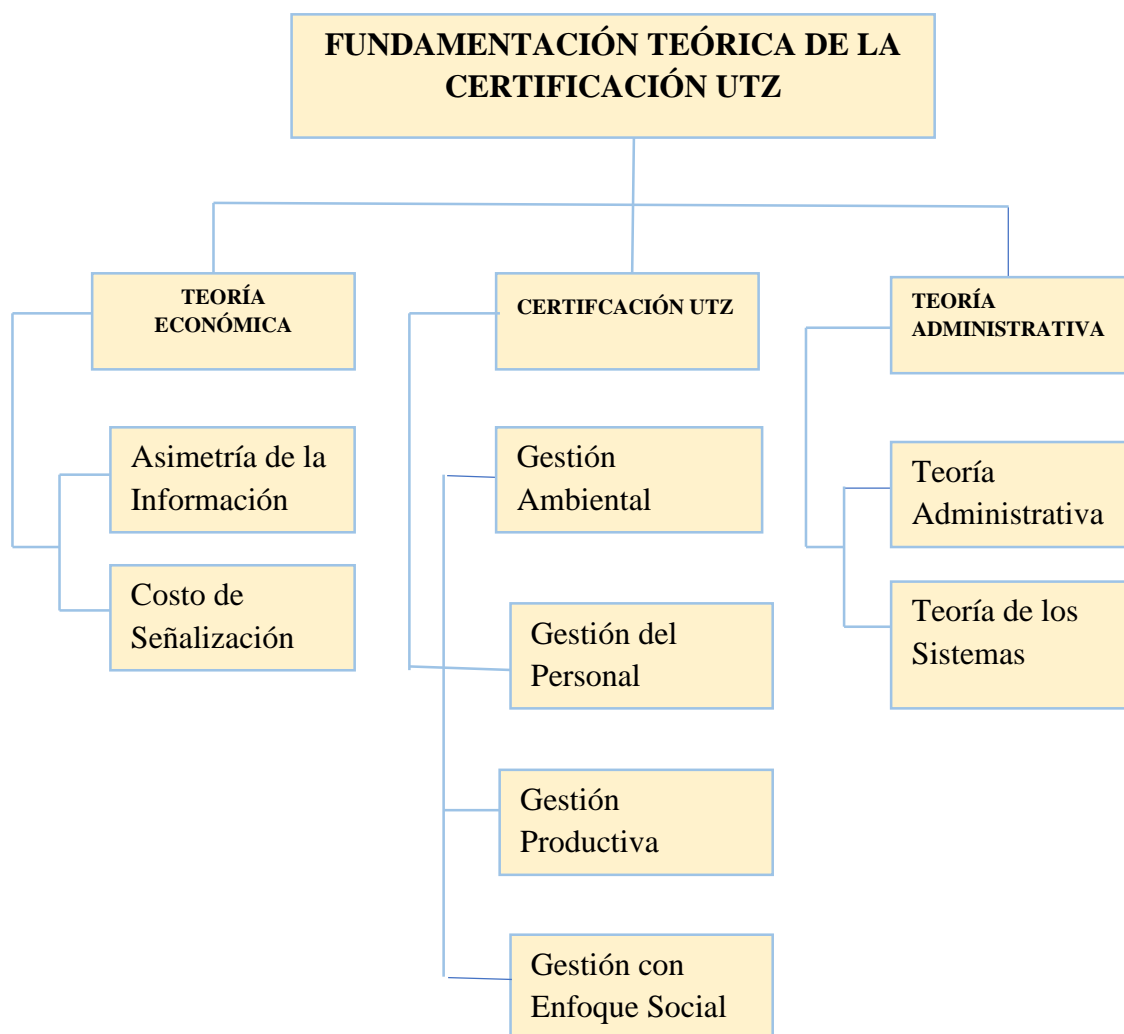 FUNDAMENTACIÓN TEÓRICA DE LA
CERTIFICACIÓN UTZ
TEORÍA
ECONÓMICA
Asimetría de la
Información
Costo de
Señalización
CERTIFCACIÓN UTZ
Gestión
Ambiental
Gestión del
Personal
Gestión
Productiva
Gestión con
Enfoque Social
TEORÍA
ADMINISTRATIVA
Teoría
Administrativa
Teoría de los
Sistemas